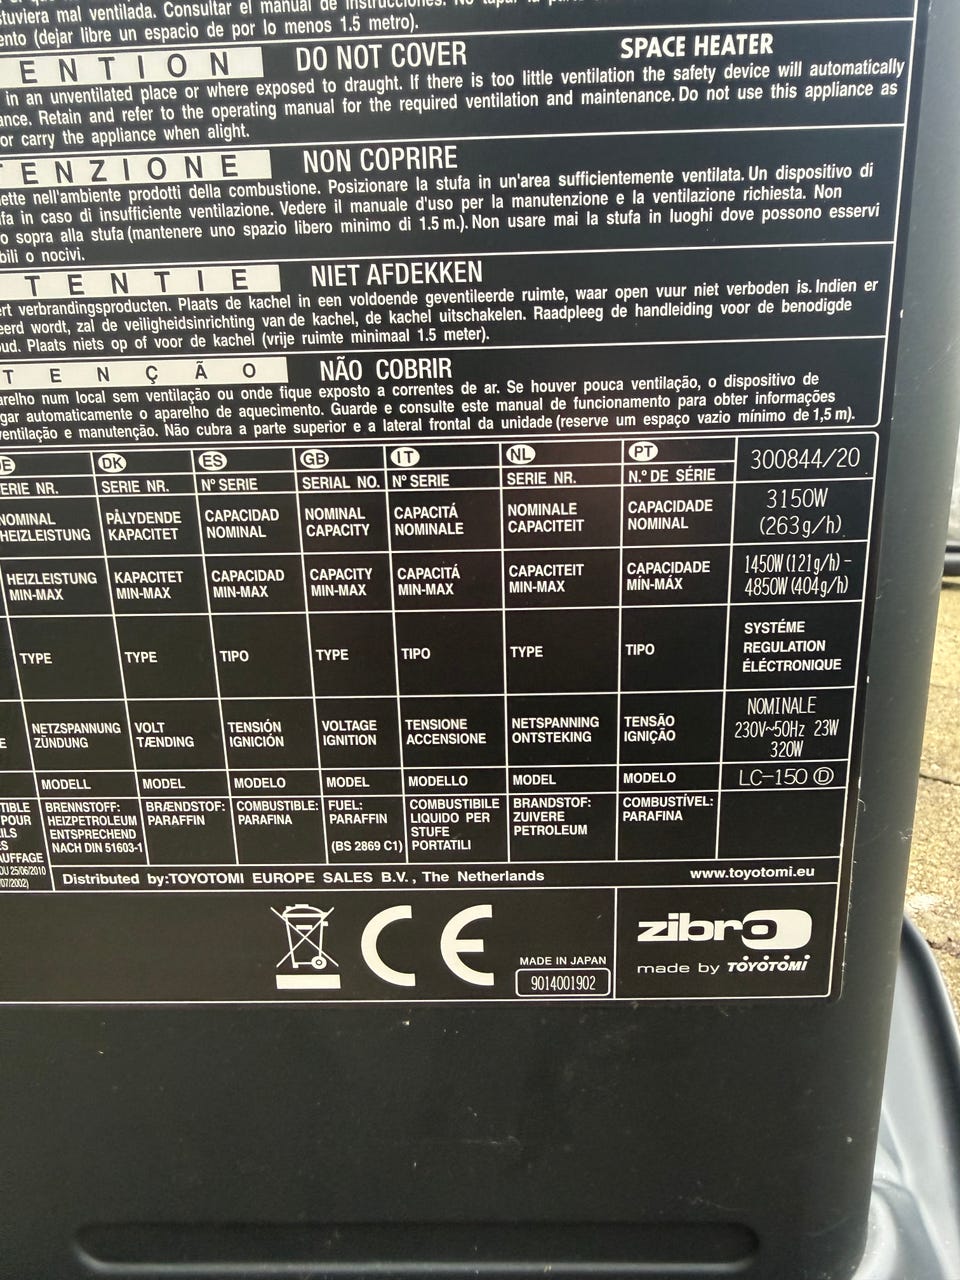 stuviera mal ventilada. Consultar el manual de instrucciones. No tapar la
ento (dejar libre un espacio de por lo menos 1.5 metro).
ENTION DO NOT COVER SPACE HEATER
in an unventilated place or where exposed to draught. If there is too little ventilation the safety device will automatically
ance. Retain and refer to the operating manual for the required ventilation and maintenance. Do not use this appliance as
or carry the appliance when alight.
ENZIONE NON COPRIRE
ette nell'ambiente prodotti della combustione. Posizionare la stufa in un'area sufficientemente ventilata. Un dispositivo di
fa in caso di insufficiente ventilazione. Vedere il manuale d'uso per la manutenzione e la ventilazione richiesta. Non
o sopra alla stufa (mantenere uno spazio libero minimo di 1.5 m.). Non usare mai la stufa in luoghi dove possono esservi
bili o nocivi.
TENTIE NIET AFDEKKEN
ert verbrandingsproducten. Plaats de kachel in een voldoende geventileerde ruimte, waar open vuur niet verboden is. Indien er
eerd wordt, zal de veiligheidsinrichting van de kachel, de kachel uitschakelen. Raadpleeg de handleiding voor de benodigde
ud. Plaats niets op of voor de kachel (vrije ruimte minimaal 1.5 meter).
TENÇÃO NÃO COBRIR
arelho num local sem ventilação ou onde fique exposto a correntes de ar. Se houver pouca ventilação, o dispositivo de
gar automaticamente o aparelho de aquecimento. Guarde e consulte este manual de funcionamento para obter informações
ventilação e manutenção. Não cubra a parte superior e a lateral frontal da unidade (reserve um espaço vazio mínimo de 1,5 m).
DE DK ES GB IT NL PT 300844/20
ERIE NR. SERIE NR. Nº SERIE SERIAL NO. Nº SERIE SERIE NR. N.º DE SÉRIE
NOMINAL PÅLYDENDE CAPACIDAD NOMINAL CAPACITÁ NOMINALE CAPACIDADE 3150W
HEIZLEISTUNG KAPACITET NOMINAL CAPACITY NOMINALE CAPACITEIT NOMINAL (263g/h)
HEIZLEISTUNG KAPACITET CAPACIDAD CAPACITY CAPACITÁ CAPACITEIT CAPACIDADE 1450W (121g/h) -
MIN-MAX MIN-MAX MIN-MAX MIN-MAX MIN-MAX MIN-MAX MÍN-MÁX 4850W (404g/h)
TYPE TYPE TIPO TYPE TIPO TYPE TIPO SYSTÉME
REGULATION
ÉLÉCTRONIQUE
NETZSPANNUNG VOLT TENSIÓN VOLTAGE TENSIONE NETSPANNING TENSÃO NOMINALE
ZÜNDUNG TÆNDING IGNICIÓN IGNITION ACCENSIONE ONTSTEKING IGNIÇÃO 230V~50Hz 23W
320W
MODELL MODEL MODELO MODEL MODELLO MODEL MODELO LC-150 D
TIBLE BRENNSTOFF: BRÆNDSTOF: COMBUSTIBLE: FUEL: COMBUSTIBILE BRANDSTOF: COMBUSTÍVEL:
POUR HEIZPETROLEUM PARAFFIN PARAFINA PARAFFIN LIQUIDO PER ZUIVERE PARAFINA
ILS ENTSPRECHEND STUFE PETROLEUM
S NACH DIN 51603-1 (BS 2869 C1) PORTATILI
AUFFAGE
DU 25/06/2010
07/2002)
Distributed by:TOYOTOMI EUROPE SALES B.V., The Netherlands www.toyotomi.eu
CE
MADE IN JAPAN
9014001902
zibro
made by TOYOTOMI